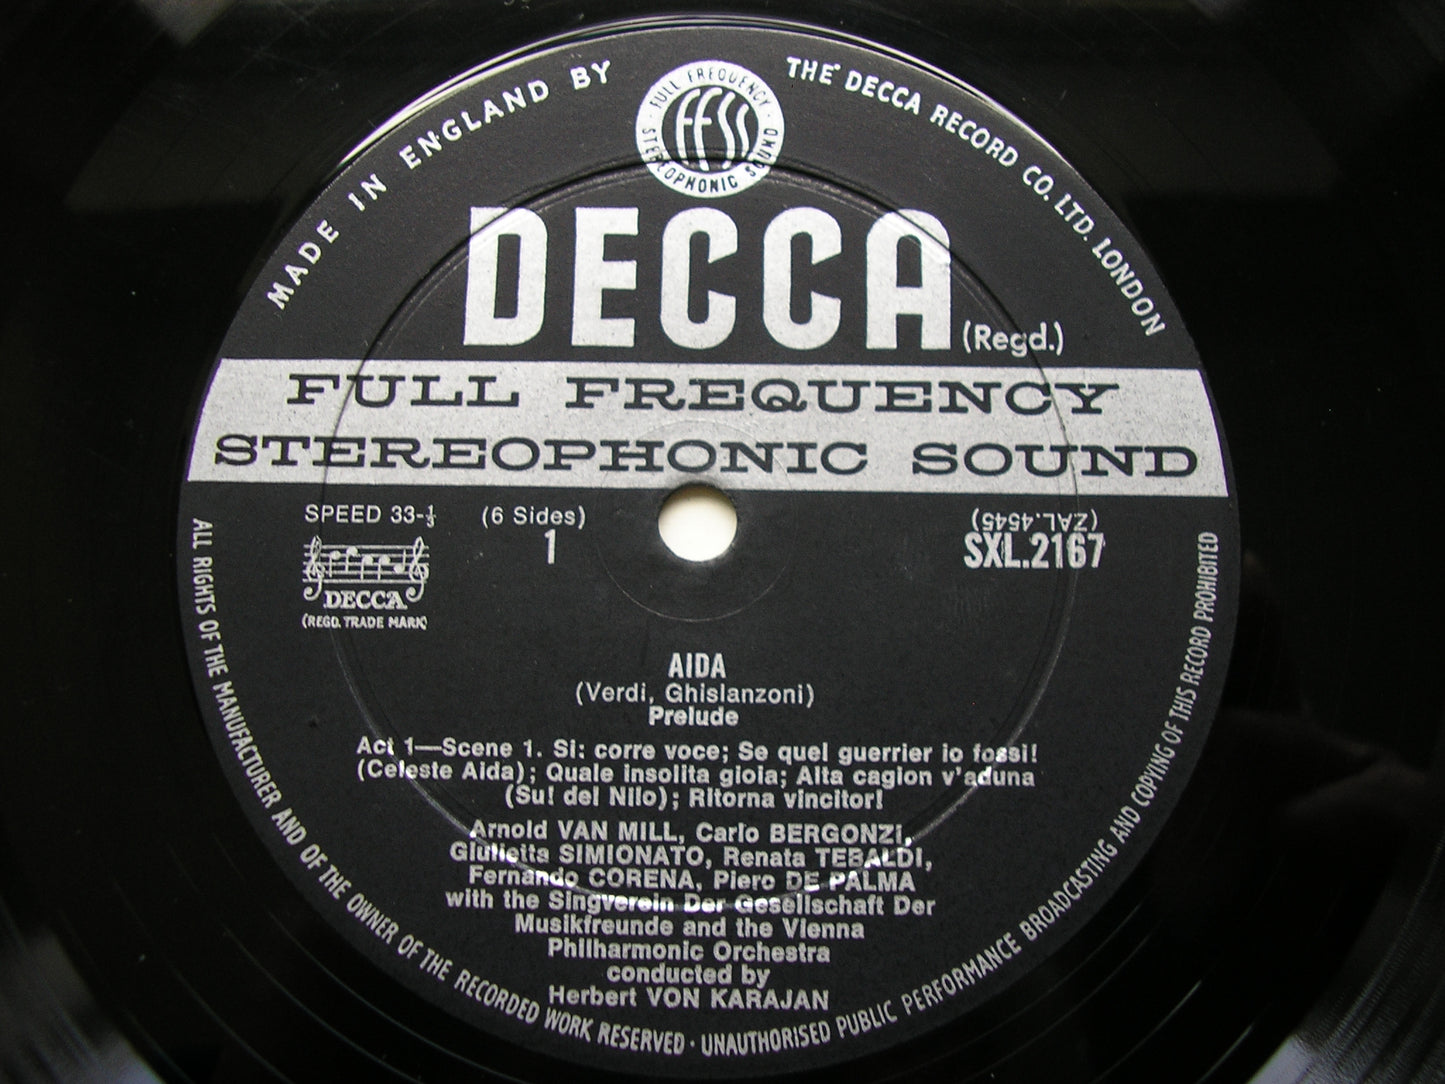 MADE IN ENGLAND BY
THE DECCA RECORD CO. LTD. LONDON
FULL FREQUENCY
FFSS
STEREOPHONIC SOUND
DECCA
(Regd.)
FULL FREQUENCY
STEREOPHONIC SOUND
SPEED 33-⅓
(6 Sides)
1
(ZAL.4545)
SXL.2167
DECCA
(REGD. TRADE MARK)
AIDA
(Verdi, Ghislanzoni)
Prelude
Act 1—Scene 1. Si: corre voce; Se quel guerrier io fossi!
(Celeste Aida); Quale insolita gioia; Alta cagion v'aduna
(Su! del Nilo); Ritorna vincitor!
Arnold VAN MILL, Carlo BERGONZI,
Giulietta SIMIONATO, Renata TEBALDI,
Fernando CORENA, Piero DE PALMA
with the Singverein Der Gesellschaft Der
Musikfreunde and the Vienna
Philharmonic Orchestra
conducted by
Herbert VON KARAJAN
ALL RIGHTS OF THE MANUFACTURER AND OF THE OWNER OF THE RECORDED WORK RESERVED · UNAUTHORISED PUBLIC PERFORMANCE BROADCASTING AND COPYING OF THIS RECORD PROHIBITED